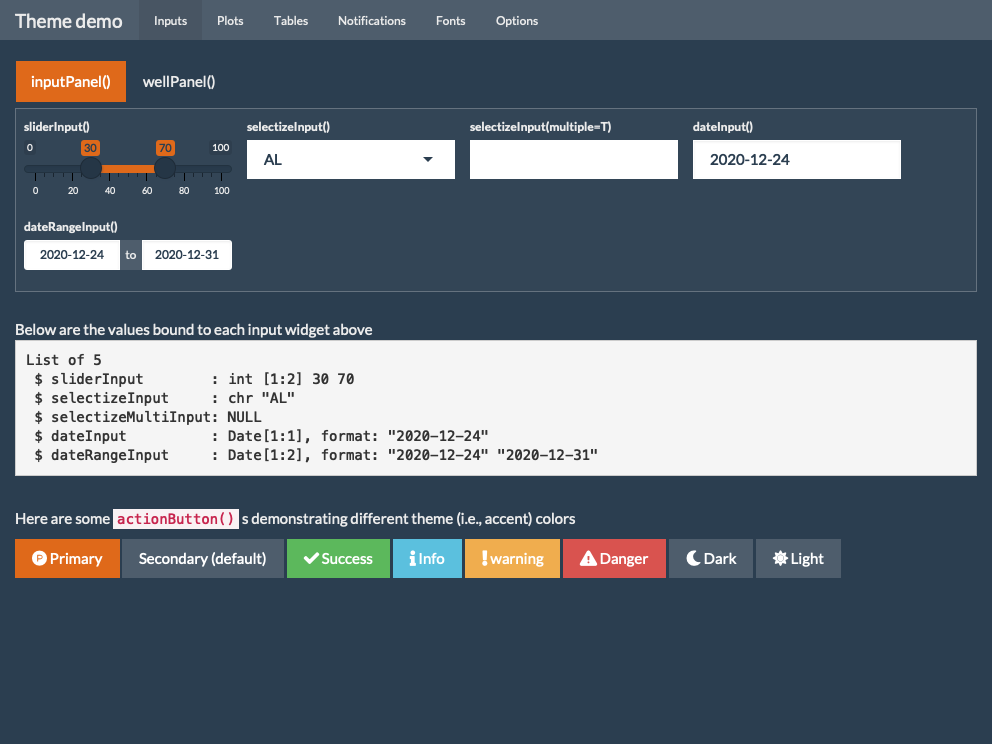 Theme demo Inputs Plots Tables Notifications Fonts Options
inputPanel() wellPanel()
sliderInput() selectizeInput() selectizeInput(multiple=T) dateInput()
0 30 70 100
AL 2020-12-24
0 20 40 60 80 100
dateRangeInput()
2020-12-24 to 2020-12-31
Below are the values bound to each input widget above
List of 5
 $ sliderInput        : int [1:2] 30 70
 $ selectizeInput     : chr "AL"
 $ selectizeMultiInput: NULL
 $ dateInput          : Date[1:1], format: "2020-12-24"
 $ dateRangeInput     : Date[1:2], format: "2020-12-24" "2020-12-31"
Here are some actionButton() s demonstrating different theme (i.e., accent) colors
P Primary Secondary (default) Success Info warning Danger Dark Light